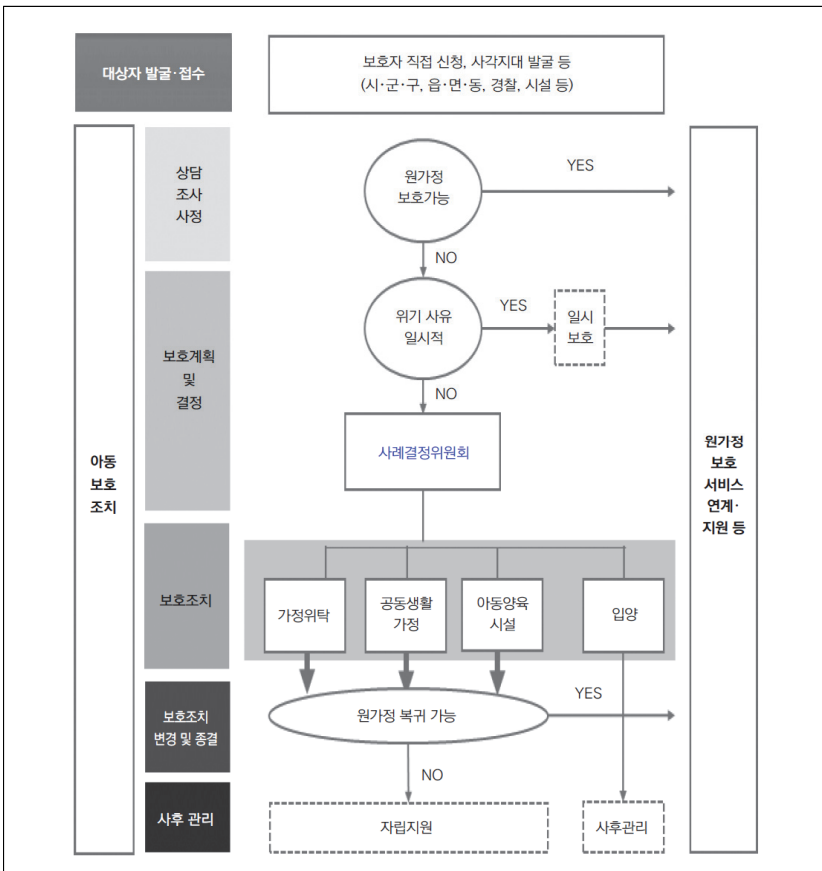 대상자 발굴·접수
보호자 직접 신청, 사각지대 발굴 등
(시·군·구, 읍·면·동, 경찰, 시설 등)
아동
보호
조치
상담
조사
사정
원가정
보호가능
YES
NO
보호계획
및
결정
위기 사유
일시적
YES
일시
보호
NO
사례결정위원회
원가정
보호
서비스
연계·
지원 등
보호조치
가정위탁
공동생활
가정
아동양육
시설
입양
보호조치
변경 및 종결
원가정 복귀 가능
YES
NO
사후 관리
자립지원
사후관리